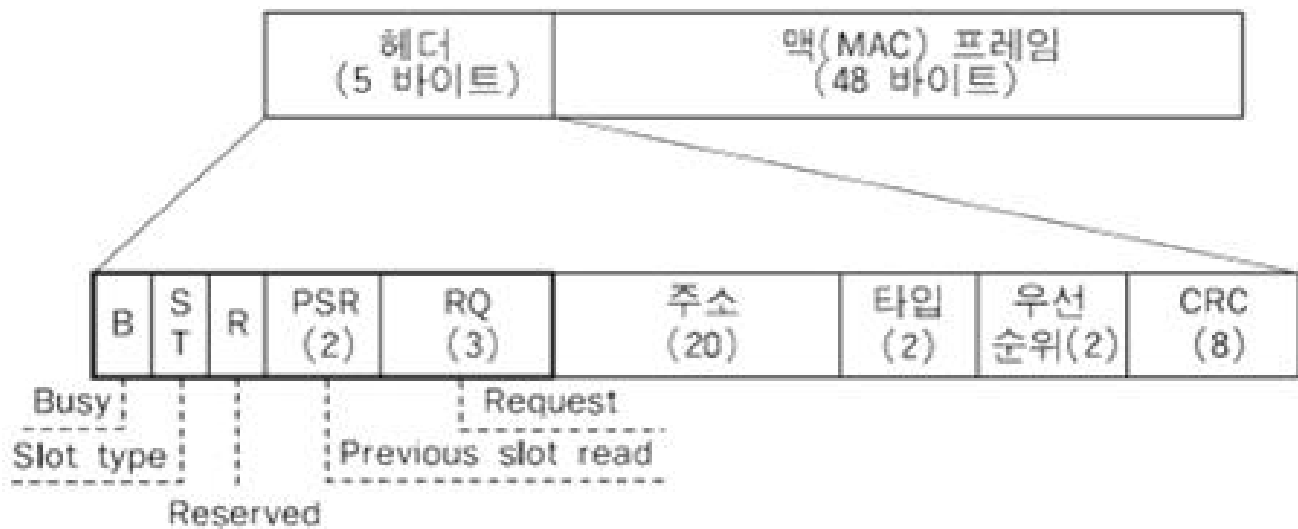 헤더
(5 바이트)
맥(MAC) 프레임
(48 바이트)
B
S
T
R
PSR
(2)
RQ
(3)
주소
(20)
타입
(2)
우선
순위(2)
CRC
(8)
Busy
Request
Slot type
Previous slot read
Reserved